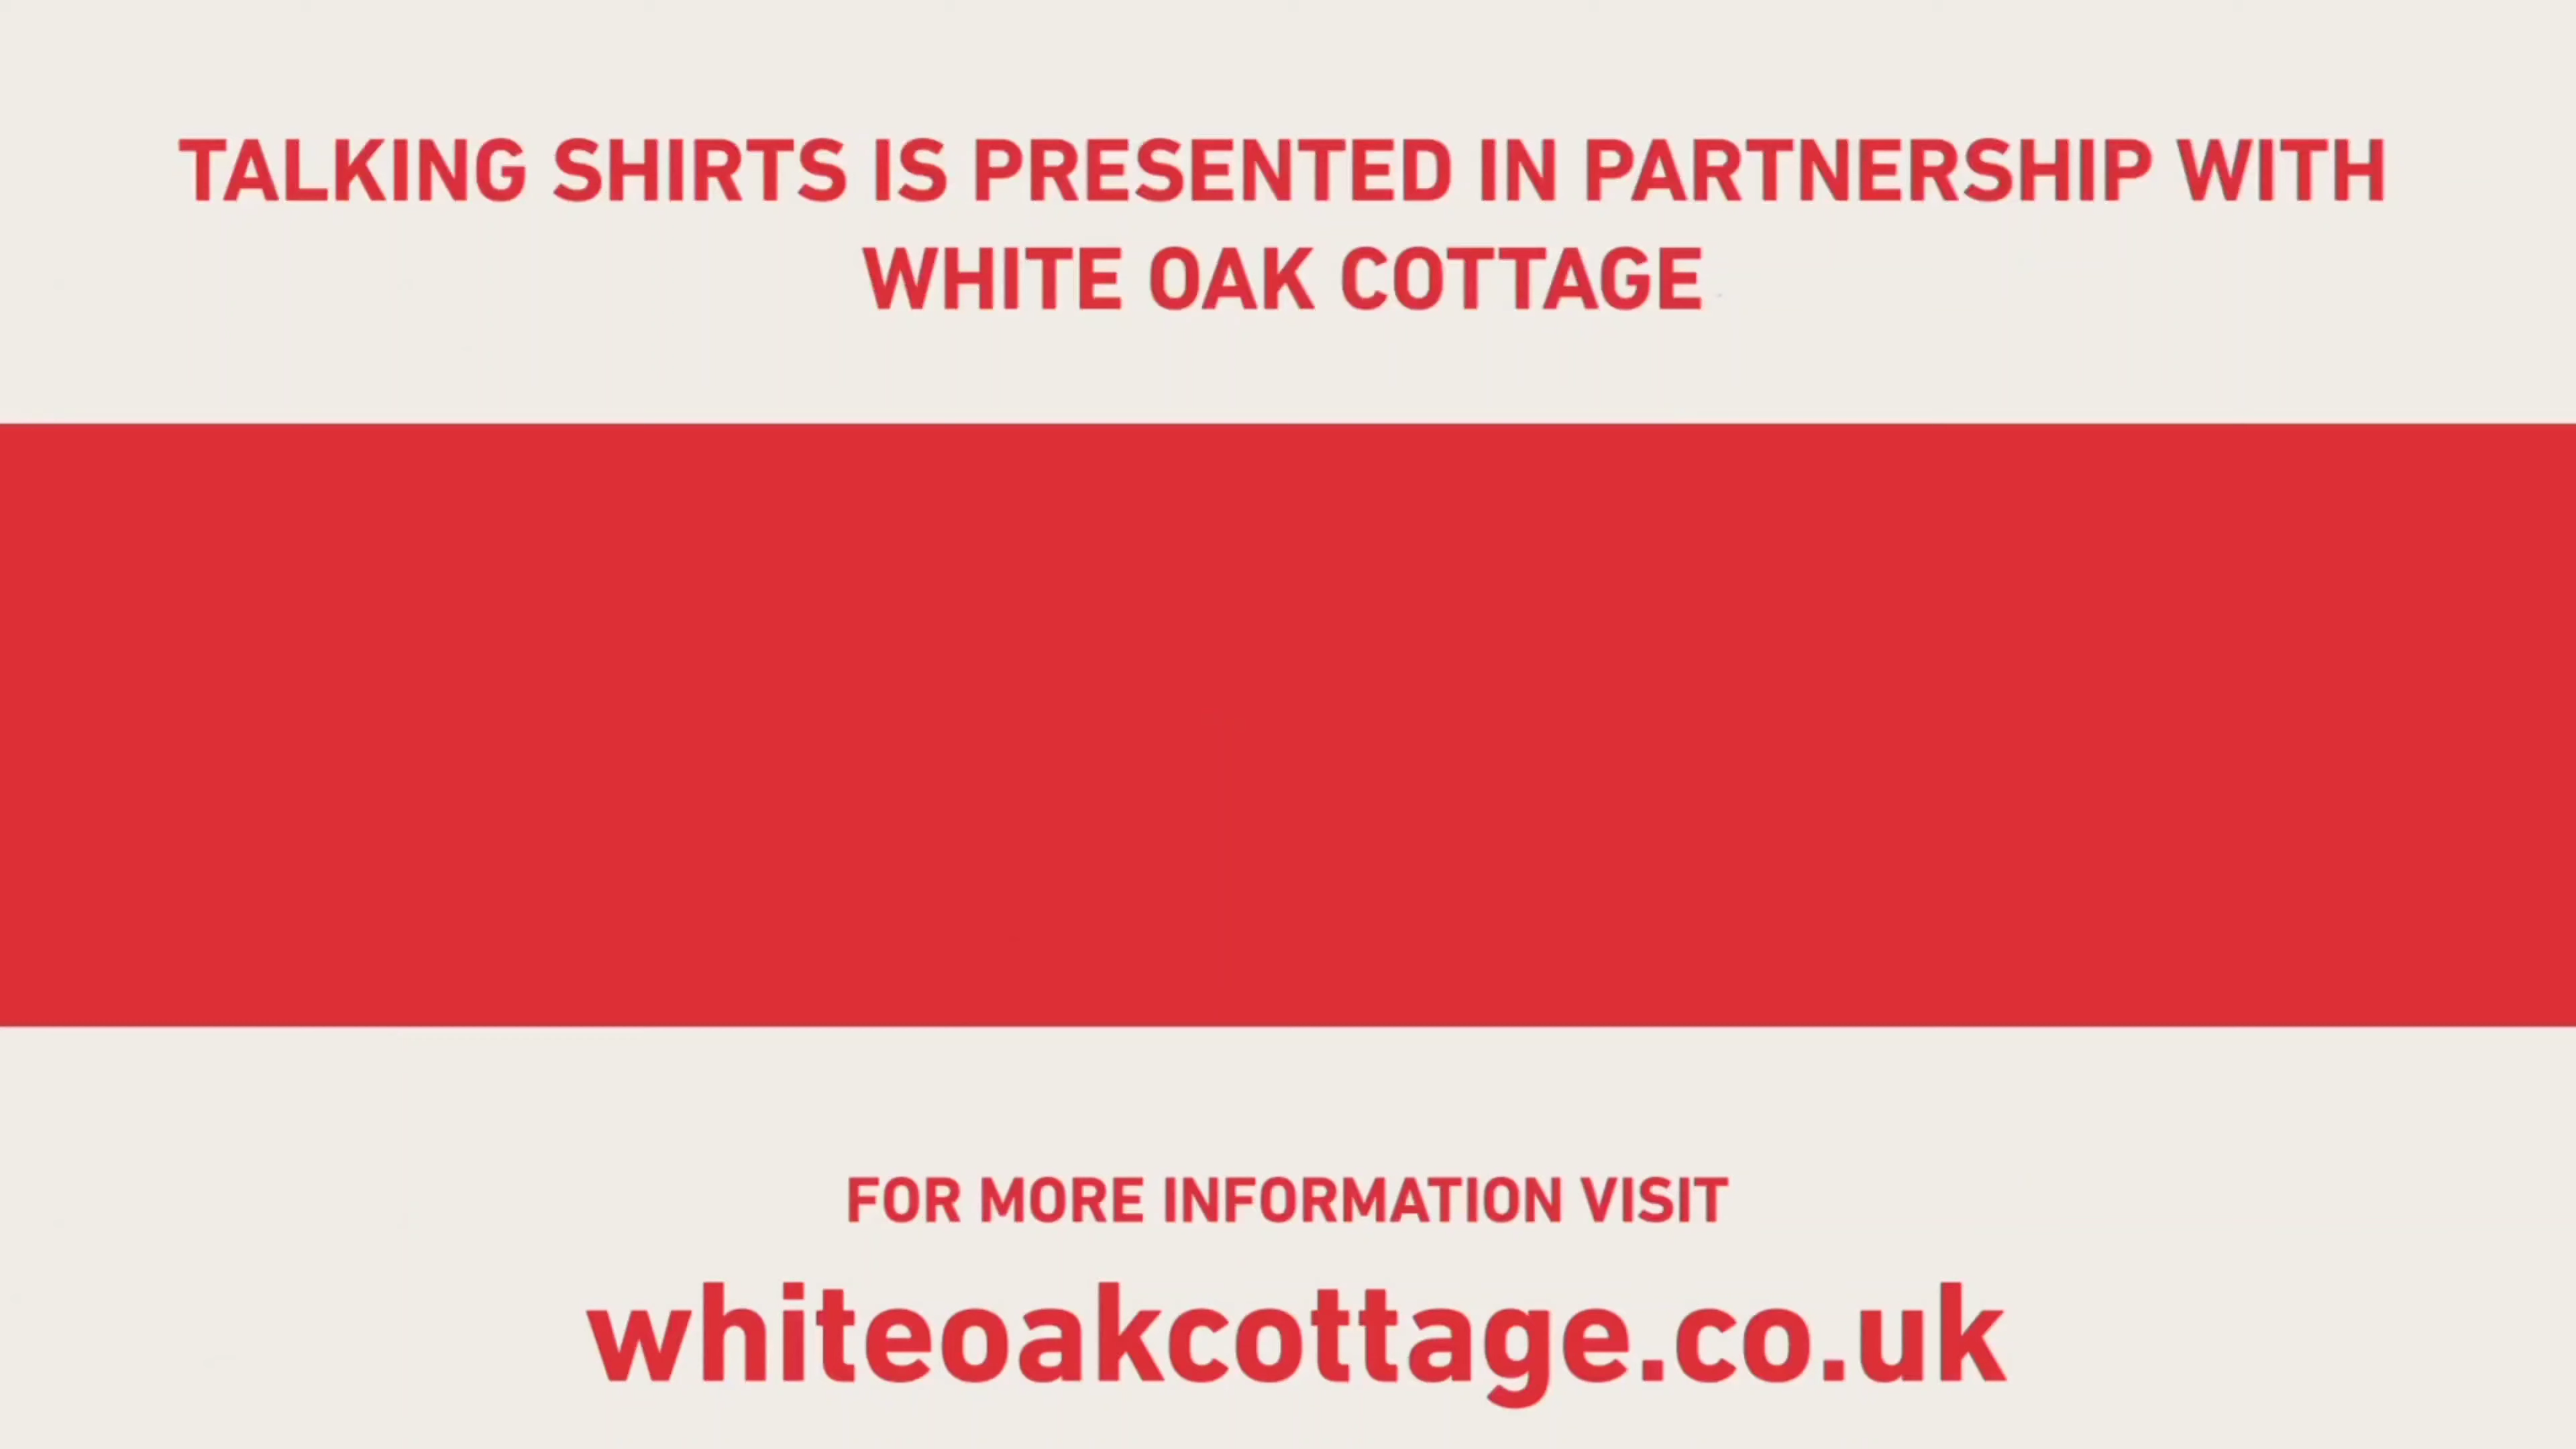 TALKING SHIRTS IS PRESENTED IN PARTNERSHIP WITH
WHITE OAK COTTAGE
FOR MORE INFORMATION VISIT
whiteoakcottage.co.uk